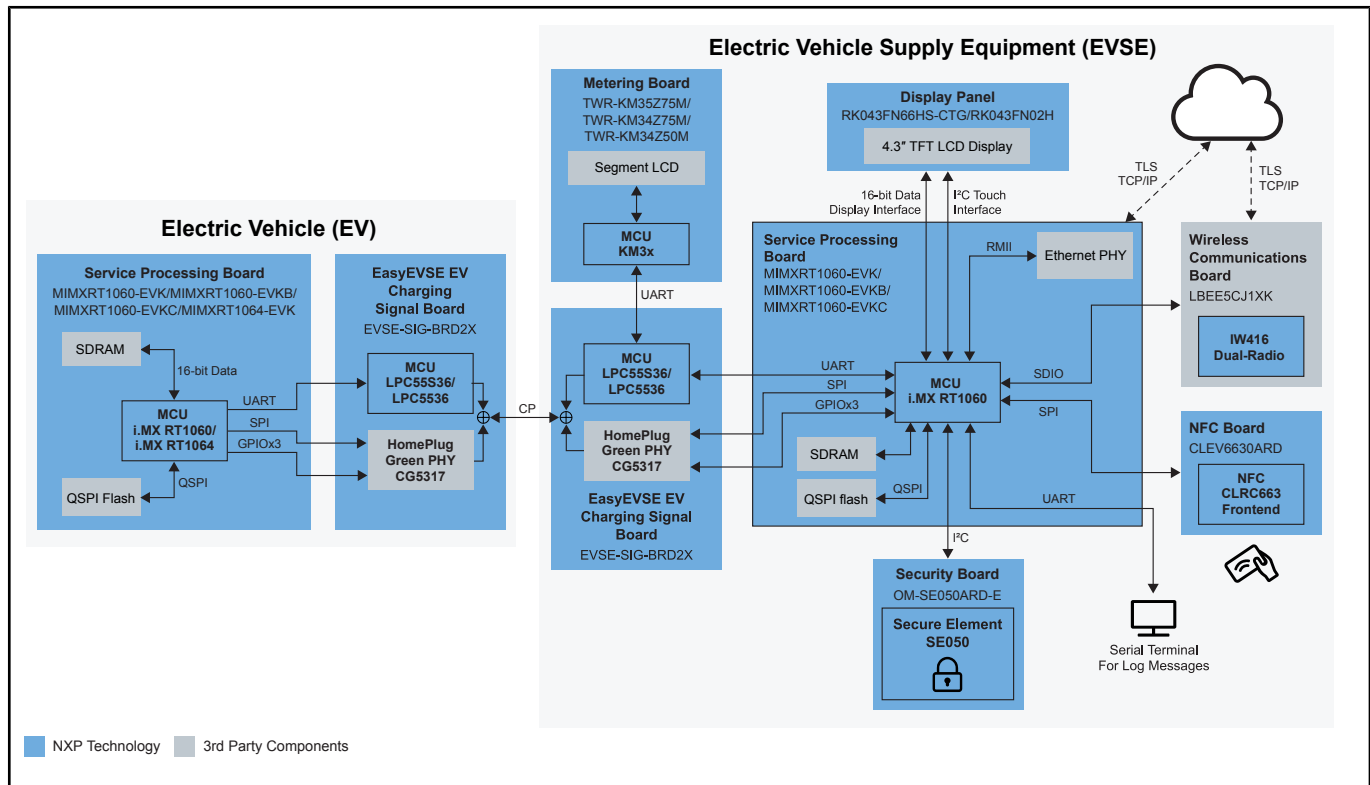 Electric Vehicle Supply Equipment (EVSE)
Metering Board
TWR-KM35Z75M/
TWR-KM34Z75M/
TWR-KM34Z50M
Segment LCD
MCU
KM3x
UART
Display Panel
RK043FN66HS-CTG/RK043FN02H
4.3″ TFT LCD Display
16-bit Data
Display Interface
I²C Touch
Interface
TLS
TCP/IP
TLS
TCP/IP
Electric Vehicle (EV)
Service Processing Board
MIMXRT1060-EVK/MIMXRT1060-EVKB/
MIMXRT1060-EVKC/MIMXRT1064-EVK
SDRAM
16-bit Data
MCU
i.MX RT1060/
i.MX RT1064
QSPI
QSPI Flash
UART
SPI
GPIOx3
EasyEVSE EV
Charging
Signal Board
EVSE-SIG-BRD2X
MCU
LPC55S36/
LPC5536
HomePlug
Green PHY
CG5317
CP
MCU
LPC55S36/
LPC5536
HomePlug
Green PHY
CG5317
EasyEVSE EV
Charging Signal
Board
EVSE-SIG-BRD2X
Service Processing
Board
MIMXRT1060-EVK/
MIMXRT1060-EVKB/
MIMXRT1060-EVKC
RMII
Ethernet PHY
UART
SPI
GPIOx3
MCU
i.MX RT1060
SDRAM
QSPI
QSPI flash
SDIO
SPI
UART
I²C
Wireless
Communications
Board
LBEE5CJ1XK
IW416
Dual-Radio
NFC Board
CLEV6630ARD
NFC
CLRC663
Frontend
Security Board
OM-SE050ARD-E
Secure Element
SE050
Serial Terminal
For Log Messages
NXP Technology
3rd Party Components